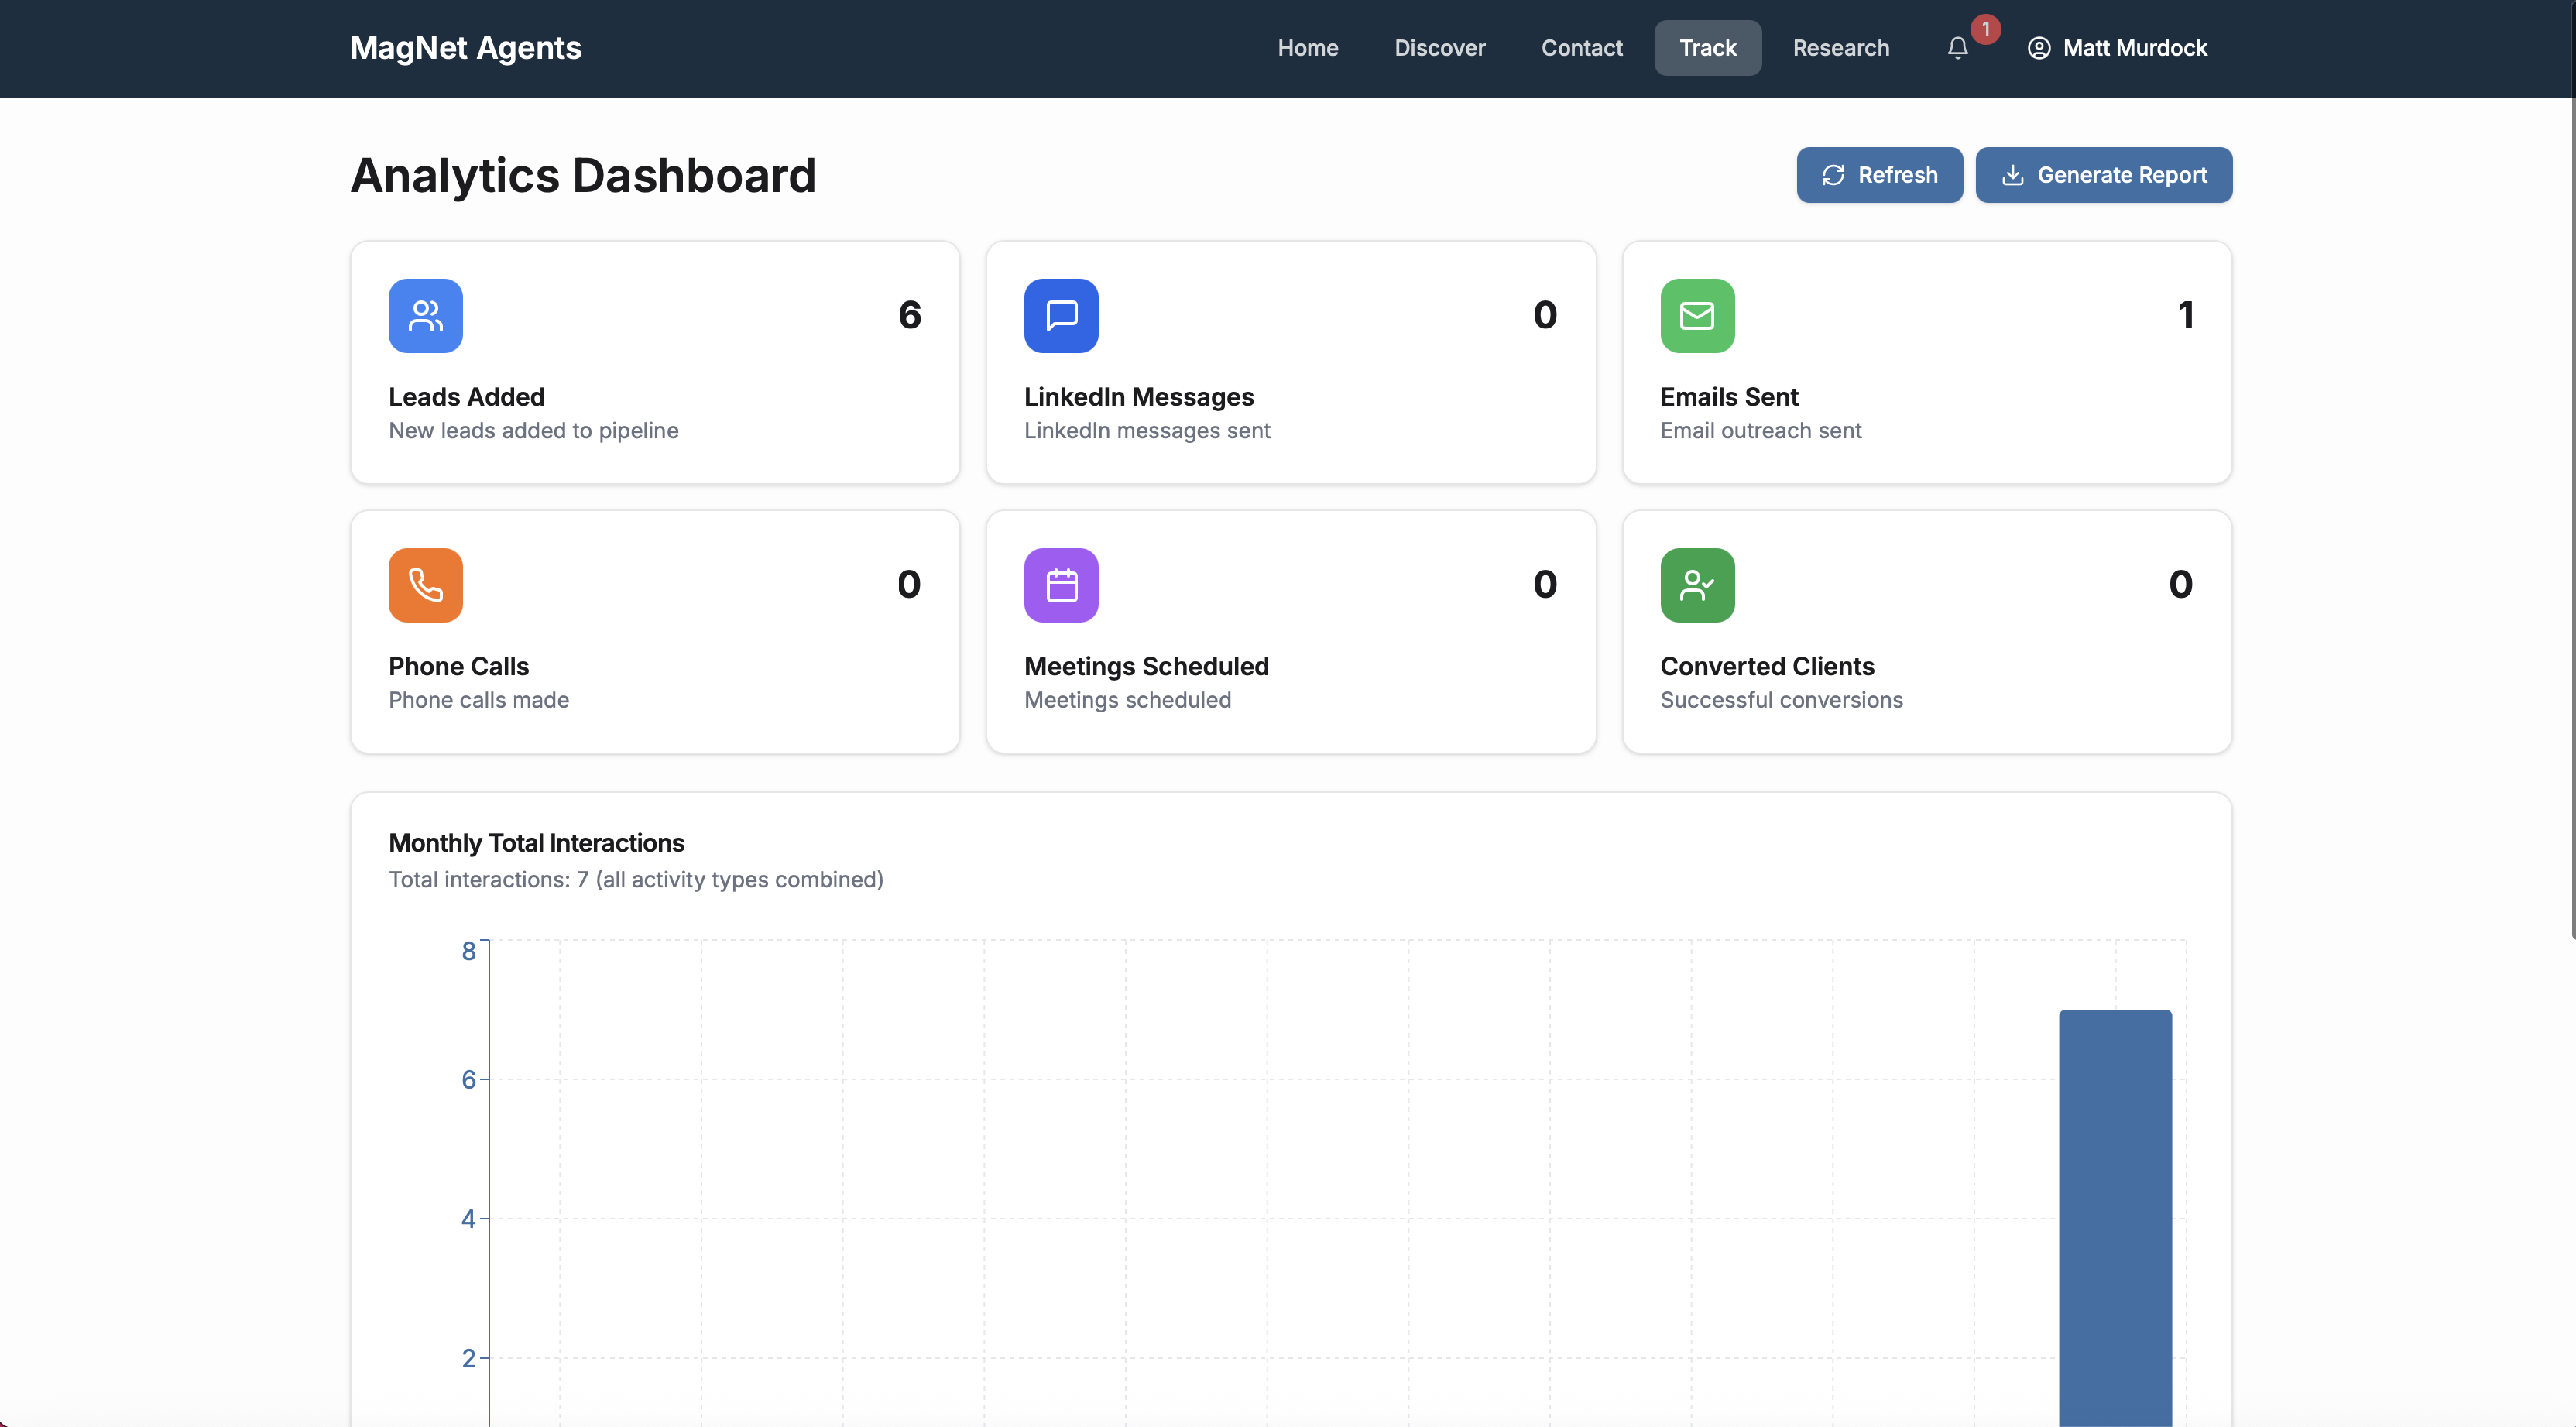 MagNet Agents
Home
Discover
Contact
Track
Research
1
Matt Murdock
Analytics Dashboard
Refresh
Generate Report
6
Leads Added
New leads added to pipeline
0
LinkedIn Messages
LinkedIn messages sent
1
Emails Sent
Email outreach sent
0
Phone Calls
Phone calls made
0
Meetings Scheduled
Meetings scheduled
0
Converted Clients
Successful conversions
Monthly Total Interactions
Total interactions: 7 (all activity types combined)
8
6
4
2